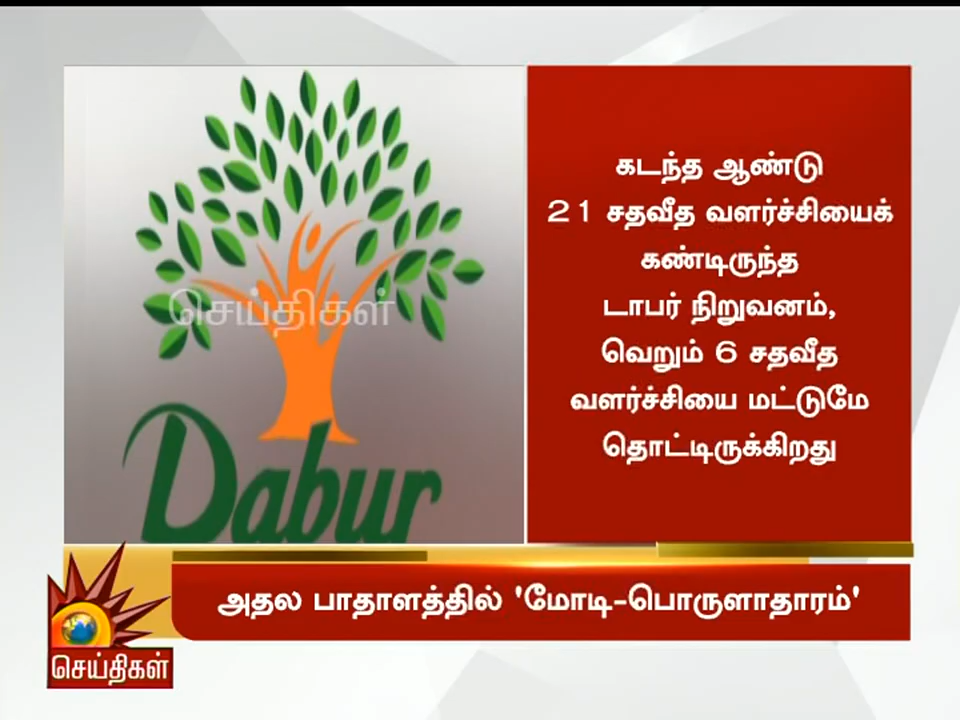 செய்திகள்
Dabur
கடந்த ஆண்டு
21 சதவீத வளர்ச்சியைக்
கண்டிருந்த
டாபர் நிறுவனம்,
வெறும் 6 சதவீத
வளர்ச்சியை மட்டுமே
தொட்டிருக்கிறது
அதல பாதாளத்தில் 'மோடி-பொருளாதாரம்'
செய்திகள்